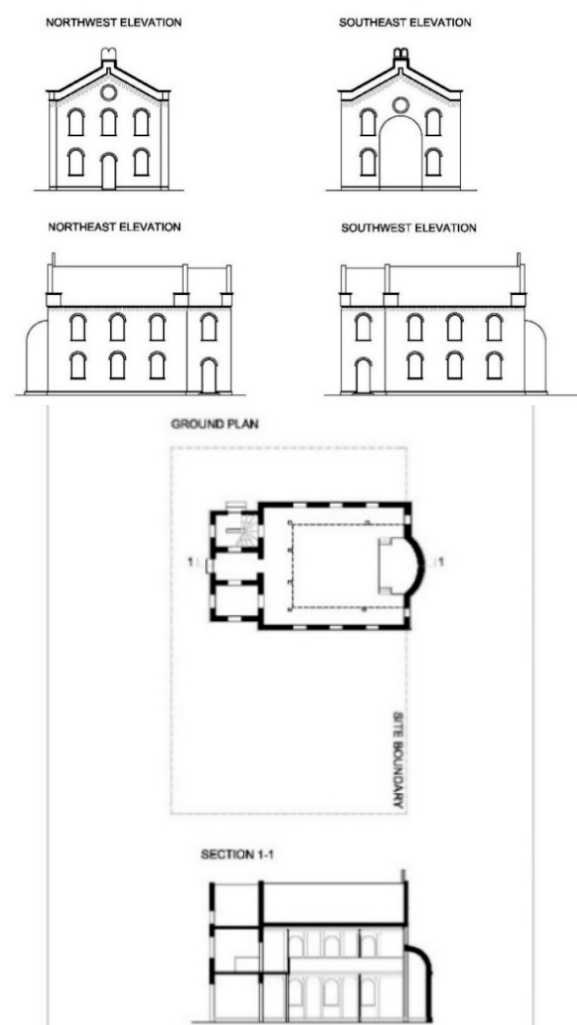 NORTHWEST ELEVATION
SOUTHEAST ELEVATION
NORTHEAST ELEVATION
SOUTHWEST ELEVATION
GROUND PLAN
1
1
SITE BOUNDARY
SECTION 1-1